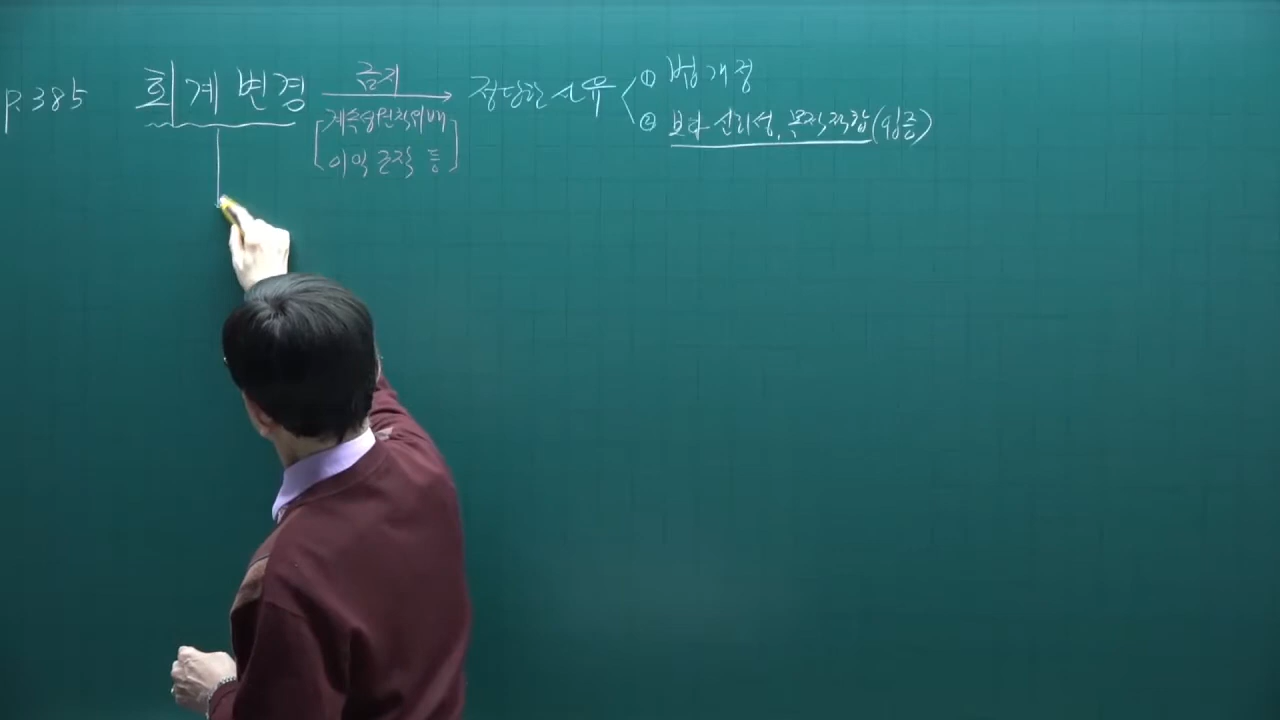 p.385 회계변경 금지 정당한 사유 ① 법 개정
[계속성원칙위배 ② 보다 신뢰성, 목적적합(입증)
이익 조작 등]